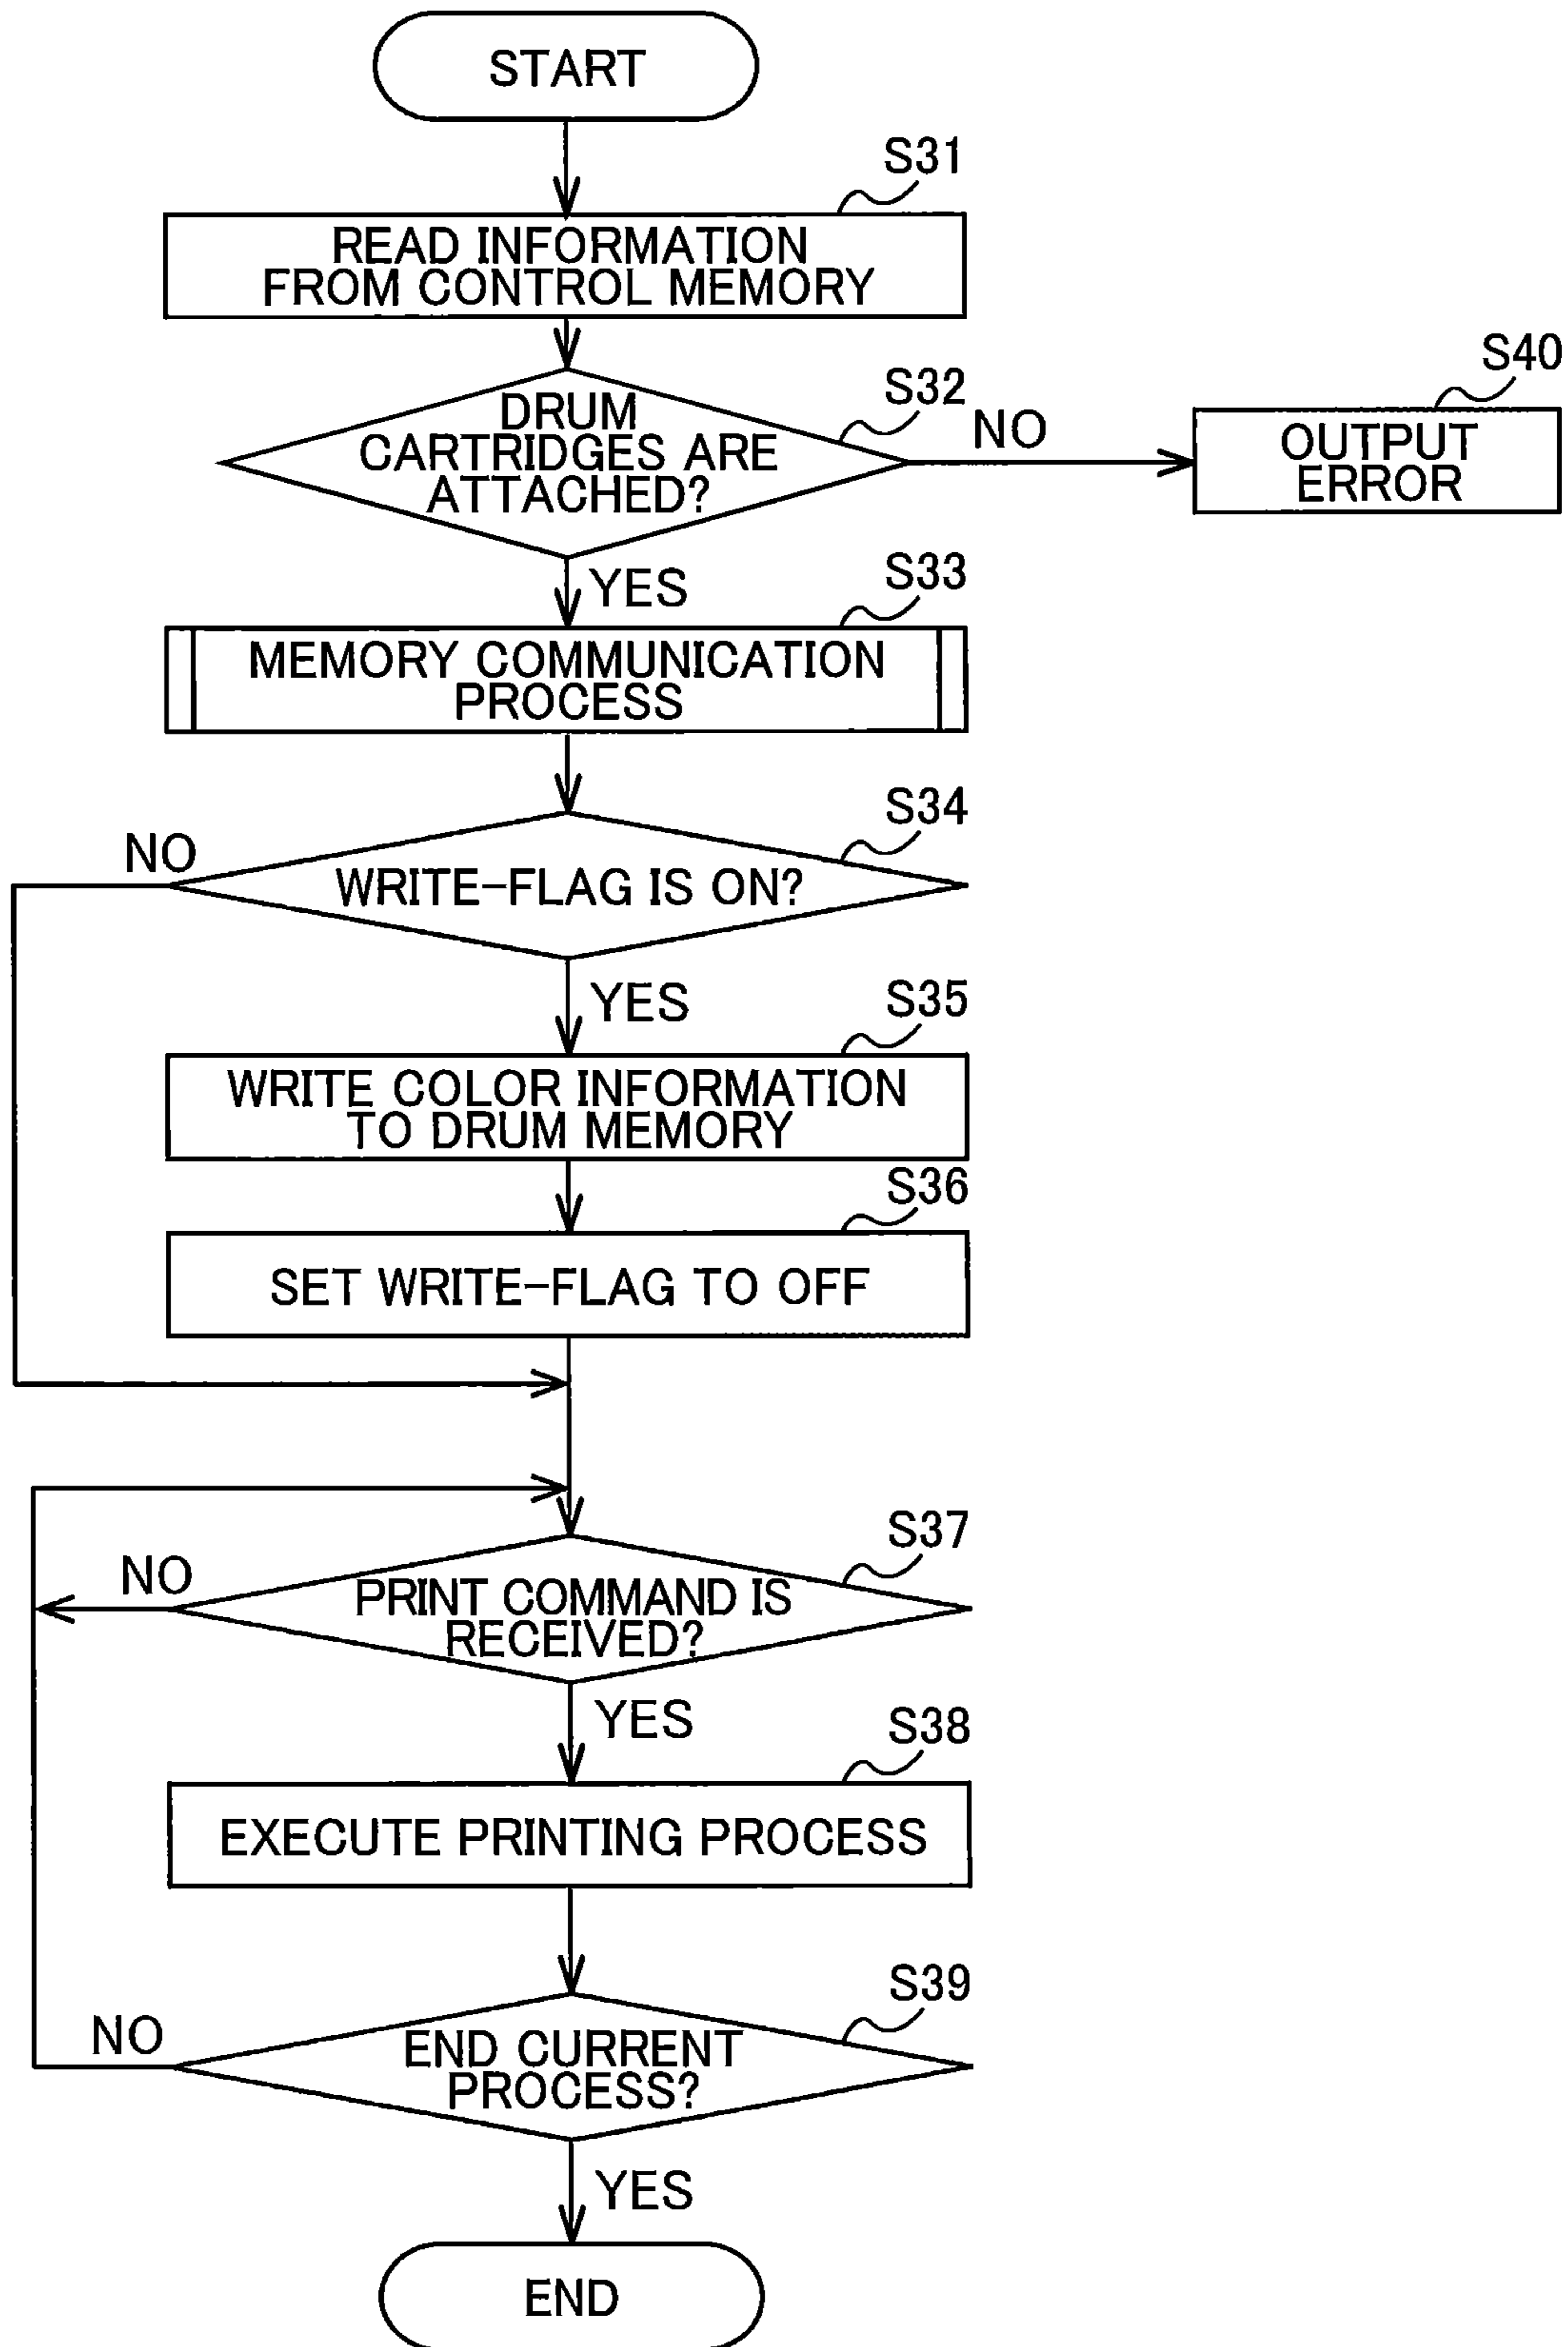 START
S31
READ INFORMATION
FROM CONTROL MEMORY
S32
DRUM
CARTRIDGES ARE
ATTACHED?
NO
S40
OUTPUT
ERROR
YES
S33
MEMORY COMMUNICATION
PROCESS
S34
NO
WRITE-FLAG IS ON?
YES
S35
WRITE COLOR INFORMATION
TO DRUM MEMORY
S36
SET WRITE-FLAG TO OFF
S37
NO
PRINT COMMAND IS
RECEIVED?
YES
S38
EXECUTE PRINTING PROCESS
S39
NO
END CURRENT
PROCESS?
YES
END